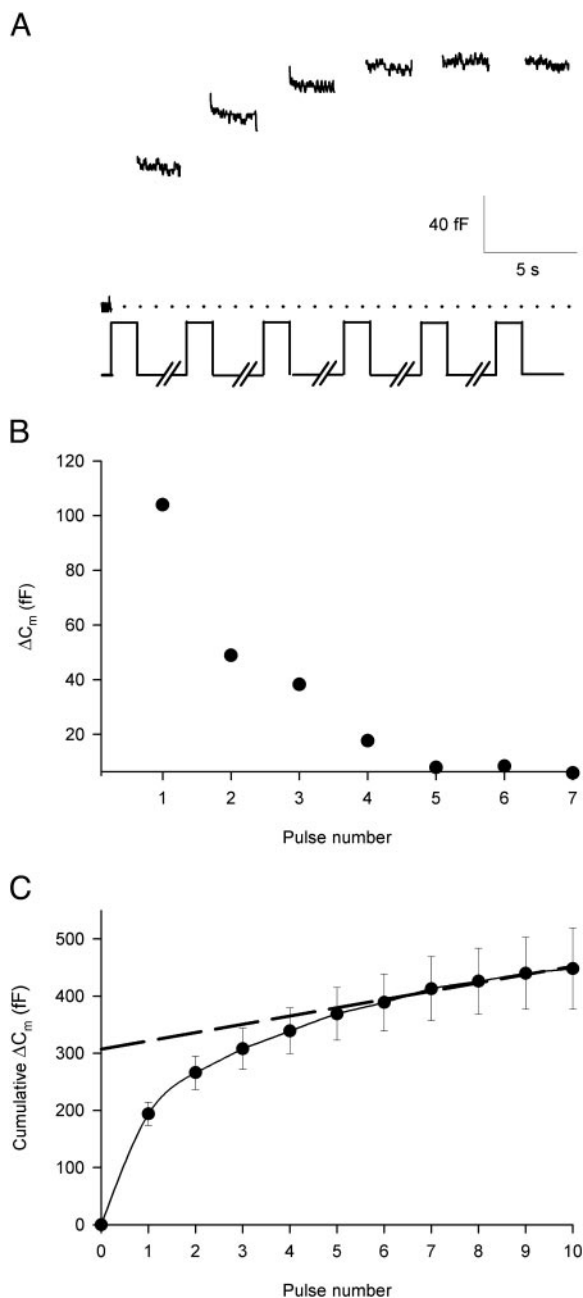 A
40 fF
5 s
B
120
100
80
60
40
20
ΔCm (fF)
1 2 3 4 5 6 7
Pulse number
C
500
400
300
200
100
0
Cumulative ΔCm (fF)
0 1 2 3 4 5 6 7 8 9 10
Pulse number